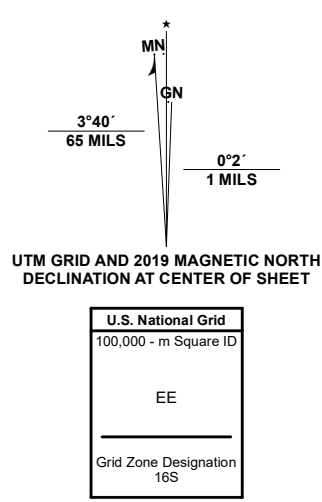 MN
GN
3°40´
65 MILS
0°2´
1 MILS
UTM GRID AND 2019 MAGNETIC NORTH
DECLINATION AT CENTER OF SHEET
U.S. National Grid
100,000 - m Square ID
EE
Grid Zone Designation
16S